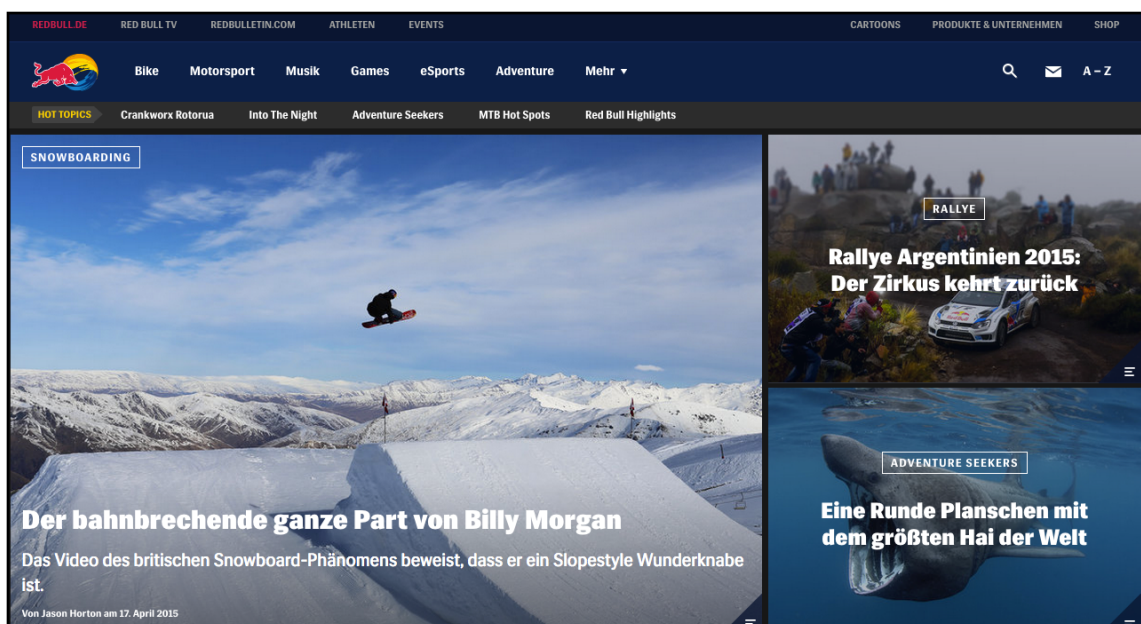 REDBULL.DE RED BULL TV REDBULLETIN.COM ATHLETEN EVENTS CARTOONS PRODUKTE & UNTERNEHMEN SHOP
Bike Motorsport Musik Games eSports Adventure Mehr A – Z
HOT TOPICS Crankworx Rotorua Into The Night Adventure Seekers MTB Hot Spots Red Bull Highlights
SNOWBOARDING
Der bahnbrechende ganze Part von Billy Morgan
Das Video des britischen Snowboard-Phänomens beweist, dass er ein Slopestyle Wunderknabe
ist.
Von Jason Horton am 17. April 2015
RALLYE
Rallye Argentinien 2015:
Der Zirkus kehrt zurück
ADVENTURE SEEKERS
Eine Runde Planschen mit
dem größten Hai der Welt